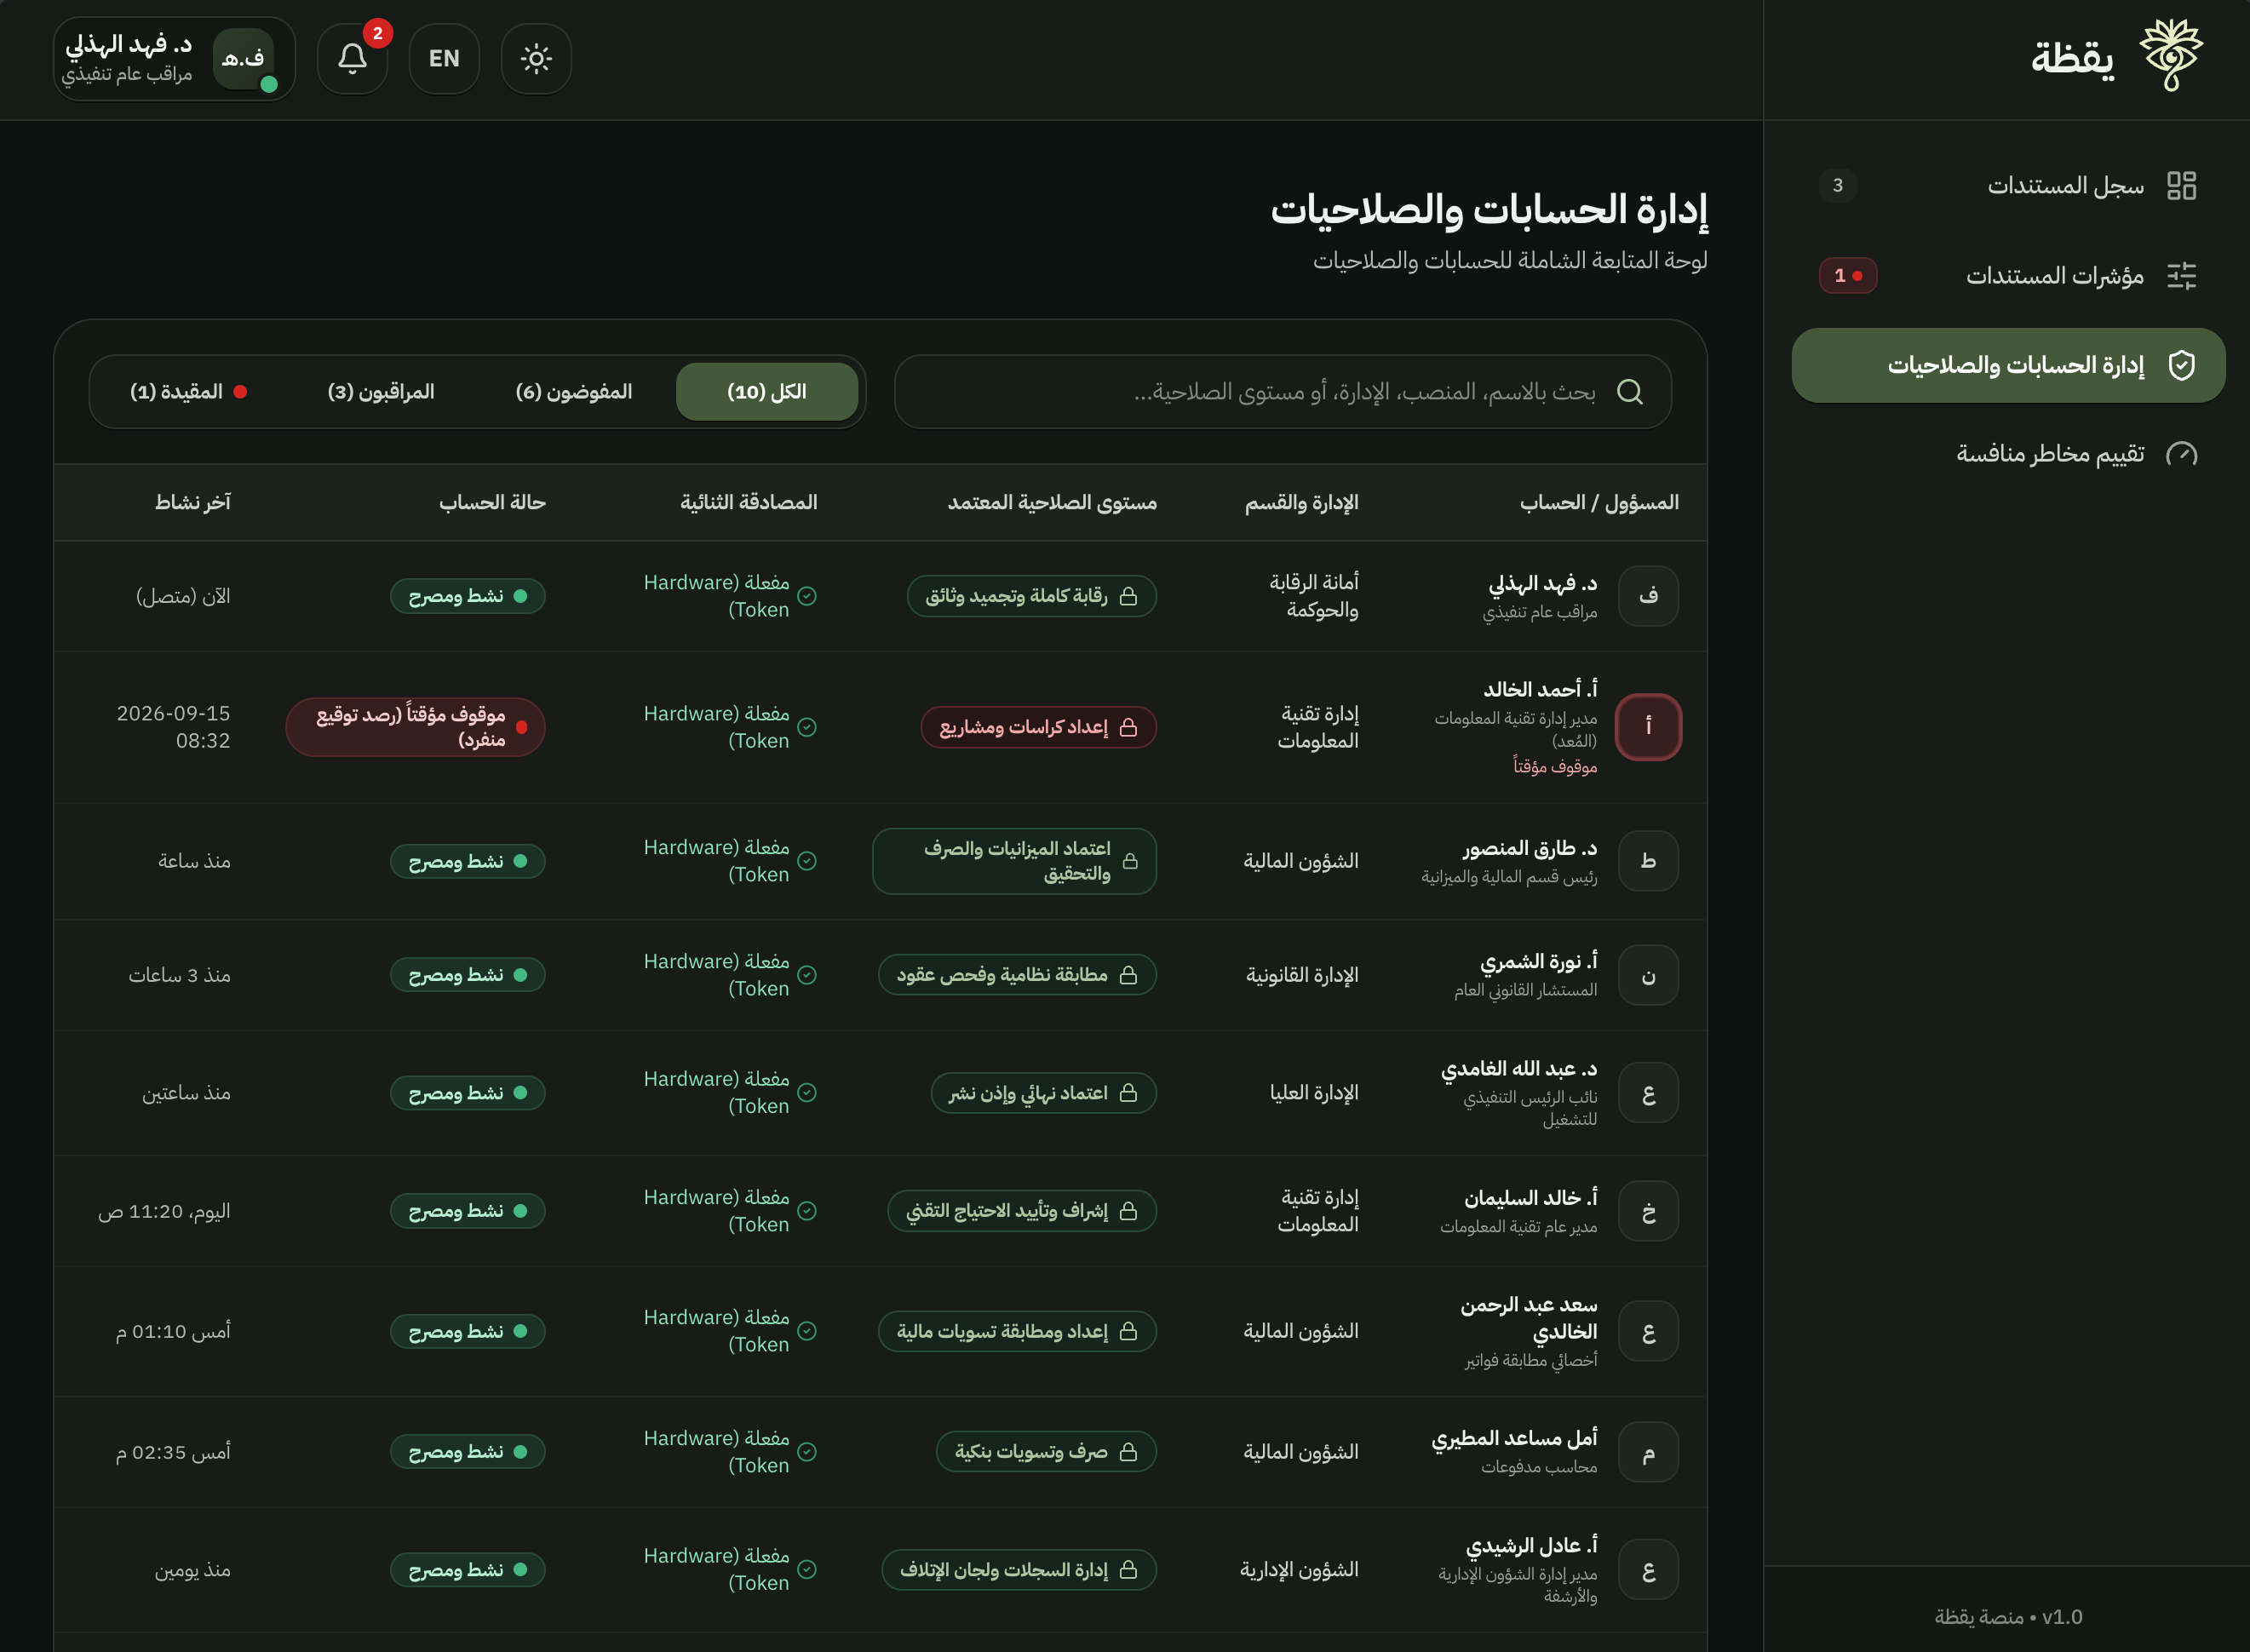 يقظة
سجل المستندات
3
مؤشرات المستندات
1
إدارة الحسابات والصلاحيات
تقييم مخاطر منافسة
v1.0 • منصة يقظة
EN
2
ف.هـ
د. فهد الهذلي
مراقب عام تنفيذي
إدارة الحسابات والصلاحيات
لوحة المتابعة الشاملة للحسابات والصلاحيات
بحث بالاسم، المنصب، الإدارة، أو مستوى الصلاحية...
الكل (10)
المفوضون (6)
المراقبون (3)
المقيدة (1)
المسؤول / الحساب
الإدارة والقسم
مستوى الصلاحية المعتمد
المصادقة الثنائية
حالة الحساب
آخر نشاط
ف
د. فهد الهذلي
مراقب عام تنفيذي
أمانة الرقابة
والحوكمة
رقابة كاملة وتجميد وثائق
مفعلة (Hardware
Token)
نشط ومصرح
الآن (متصل)
أ
أ. أحمد الخالد
مدير إدارة تقنية المعلومات
(المُعد)
موقوف مؤقتاً
إدارة تقنية
المعلومات
إعداد كراسات ومشاريع
مفعلة (Hardware
Token)
موقوف مؤقتاً (رصد توقيع
منفرد)
2026-09-15
08:32
ط
د. طارق المنصور
رئيس قسم المالية والميزانية
الشؤون المالية
اعتماد الميزانيات والصرف
والتحقيق
مفعلة (Hardware
Token)
نشط ومصرح
منذ ساعة
ن
أ. نورة الشمري
المستشار القانوني العام
الإدارة القانونية
مطابقة نظامية وفحص عقود
مفعلة (Hardware
Token)
نشط ومصرح
منذ 3 ساعات
ع
د. عبد الله الغامدي
نائب الرئيس التنفيذي
للتشغيل
الإدارة العليا
اعتماد نهائي وإذن نشر
مفعلة (Hardware
Token)
نشط ومصرح
منذ ساعتين
خ
أ. خالد السليمان
مدير عام تقنية المعلومات
إدارة تقنية
المعلومات
إشراف وتأييد الاحتياج التقني
مفعلة (Hardware
Token)
نشط ومصرح
اليوم، 11:20 ص
ع
سعد عبد الرحمن
الخالدي
أخصائي مطابقة فواتير
الشؤون المالية
إعداد ومطابقة تسويات مالية
مفعلة (Hardware
Token)
نشط ومصرح
أمس 01:10 م
م
أمل مساعد المطيري
محاسب مدفوعات
الشؤون المالية
صرف وتسويات بنكية
مفعلة (Hardware
Token)
نشط ومصرح
أمس 02:35 م
ع
أ. عادل الرشيدي
مدير إدارة الشؤون الإدارية
والأرشفة
الشؤون الإدارية
إدارة السجلات ولجان الإتلاف
مفعلة (Hardware
Token)
نشط ومصرح
منذ يومين